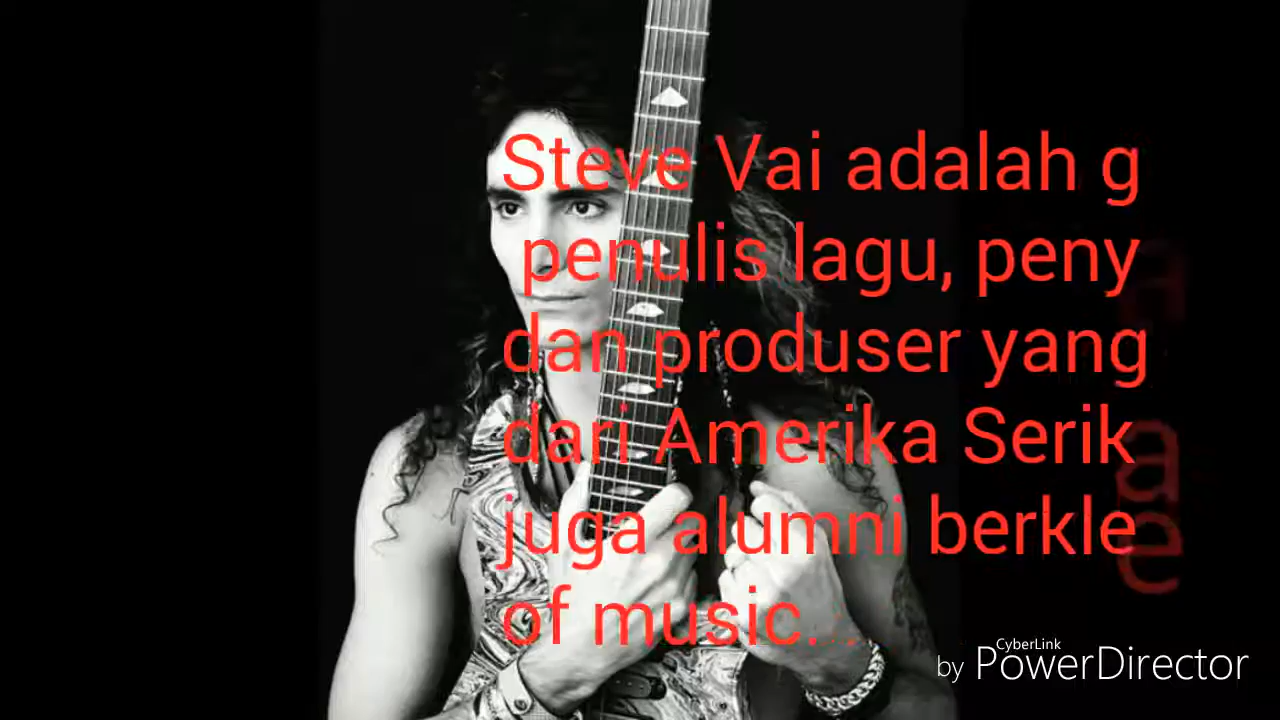 Steve Vai adalah g
penulis lagu, peny
dan produser yang
dari Amerika Serik
juga alumni berkle
of music.
CyberLink
by PowerDirector